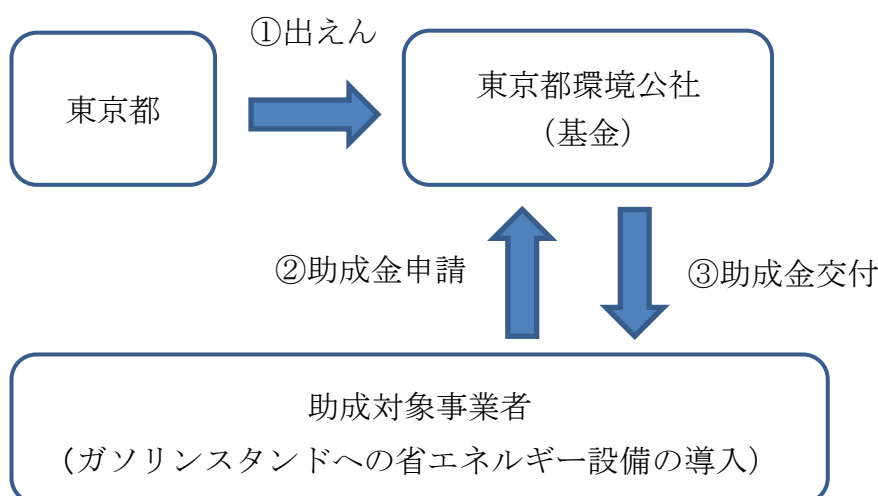 ①出えん
東京都
東京都環境公社
（基金）
②助成金申請
③助成金交付
助成対象事業者
（ガソリンスタンドへの省エネルギー設備の導入）